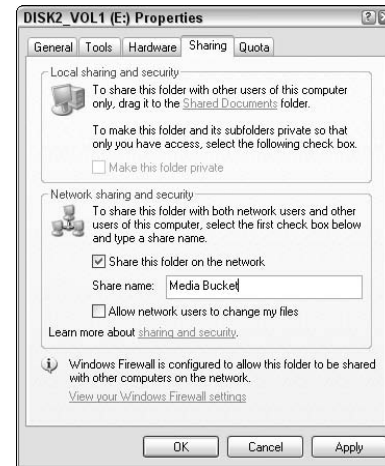 DISK2_VOL1 (E:) Properties
General Tools Hardware Sharing Quota
Local sharing and security
To share this folder with other users of this computer
only, drag it to the Shared Documents folder.
To make this folder and its subfolders private so that
only you have access, select the following check box.
Make this folder private
Network sharing and security
To share this folder with both network users and other
users of this computer, select the first check box below
and type a share name.
Share this folder on the network
Share name: Media Bucket
Allow network users to change my files
Learn more about sharing and security.
Windows Firewall is configured to allow this folder to be shared
with other computers on the network.
View your Windows Firewall settings
OK Cancel Apply